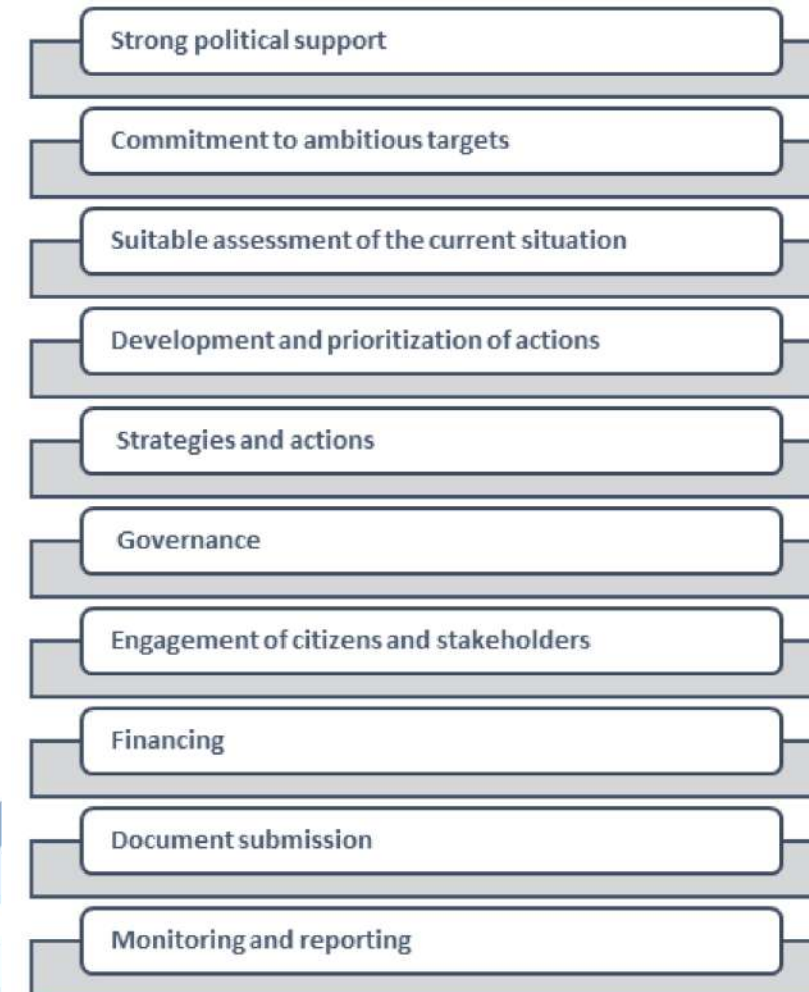 Strong political support
Commitment to ambitious targets
Suitable assessment of the current situation
Development and prioritization of actions
Strategies and actions
Governance
Engagement of citizens and stakeholders
Financing
Document submission
Monitoring and reporting